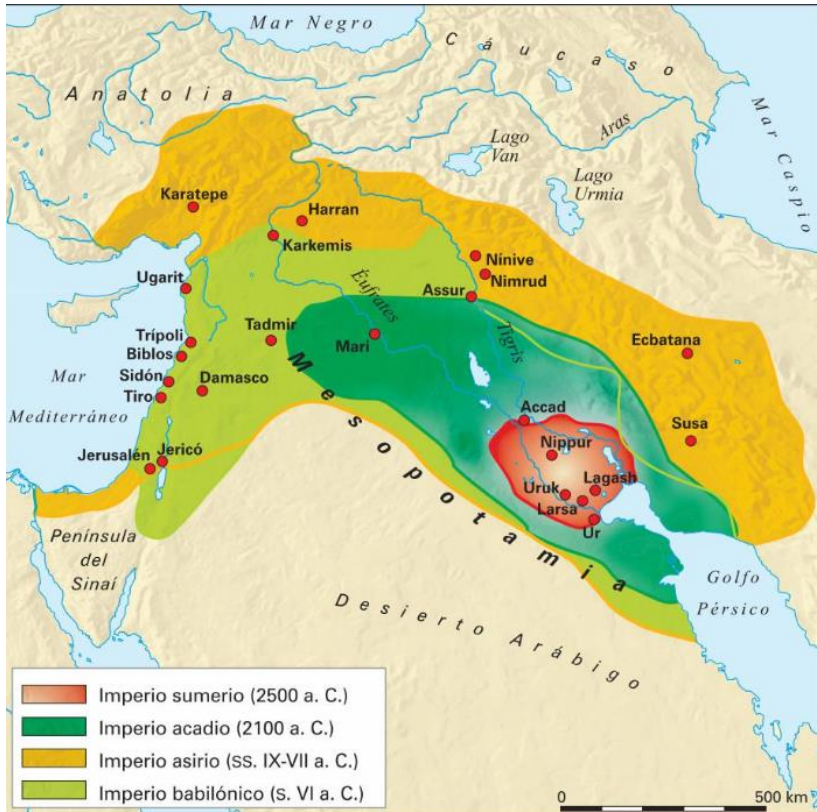 Mar Negro
Cáucaso
Anatolia
Mar Caspio
Aras
Lago
Van
Lago
Urmia
Karatepe
Harran
Karkemis
Nínive
Nimrud
Ugarit
Assur
Éufrates
Tigris
Trípoli
Tadmir
Mari
Ecbatana
Biblos
Sidón
Damasco
Mar
Mediterráneo
Tiro
Mesopotamia
Accad
Susa
Nippur
Jerusalén
Jericó
Uruk
Lagash
Larsa
Ur
Península
del
Sinaí
Golfo
Pérsico
Desierto Arábigo
Imperio sumerio (2500 a. C.)
Imperio acadio (2100 a. C.)
Imperio asirio (SS. IX-VII a. C.)
Imperio babilónico (S. VI a. C.)
0 500 km